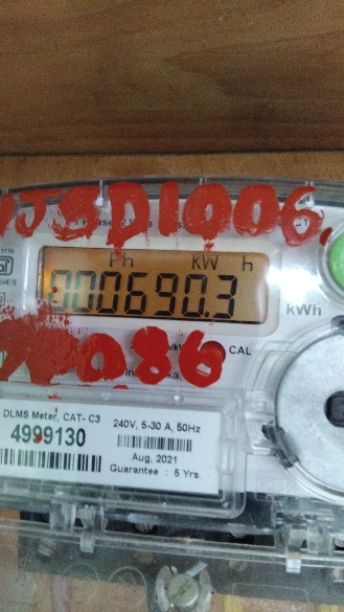 JSD1006.
Ph kW h
000690.3
kWh
086
CAL
DLMS Meter, CAT- C3
4999130
240V, 5-30 A, 50Hz
Aug, 2021
Guarantee : 5 Yrs.